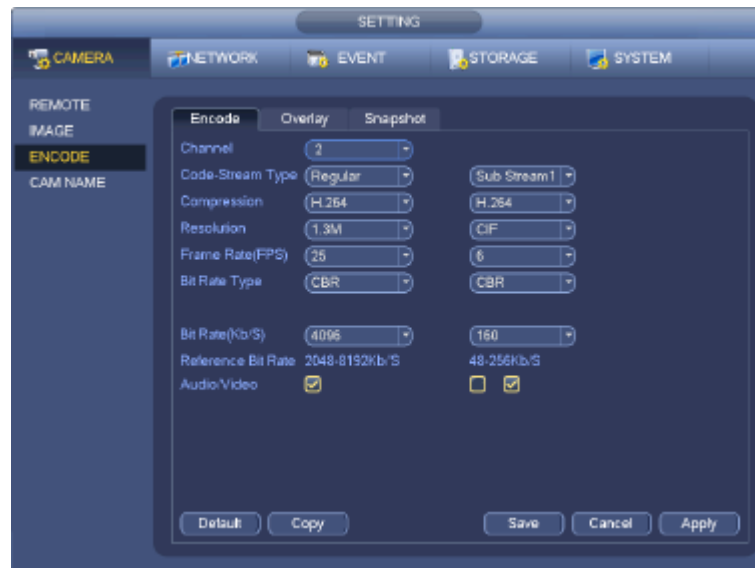 SETTING
CAMERA NETWORK EVENT STORAGE SYSTEM
REMOTE
IMAGE
ENCODE
CAM NAME
Encode Overlay Snapshot
Channel 2
Code-Stream Type Regular Sub Stream1
Compression H.264 H.264
Resolution 1.3M CIF
Frame Rate(FPS) 25 6
Bit Rate Type CBR CBR
Bit Rate(Kb/S) 4096 160
Reference Bit Rate 2048-8192Kb/S 48-256Kb/S
Audio/Video
Default Copy Save Cancel Apply